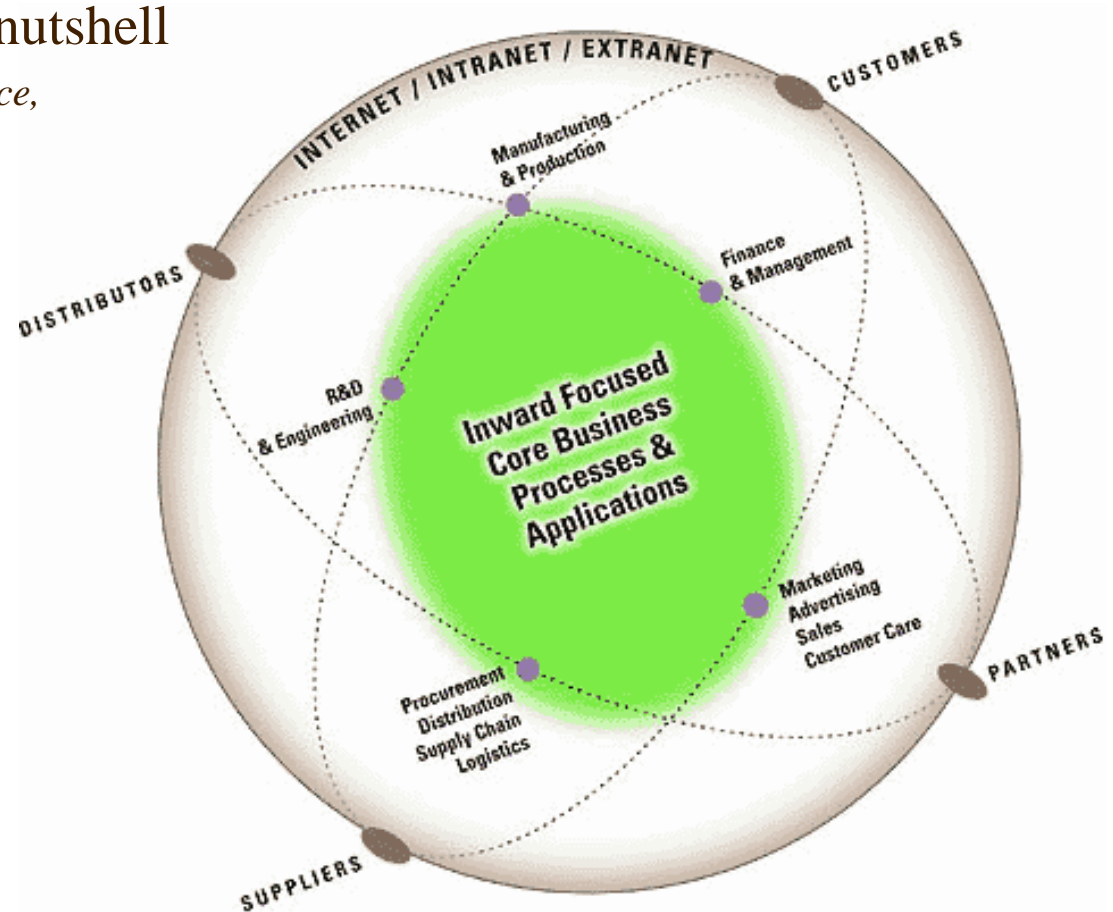 nutshell
ce,
INTERNET / INTRANET / EXTRANET
CUSTOMERS
Manufacturing
& Production
Finance
& Management
DISTRIBUTORS
R&D
& Engineering
Inward Focused
Core Business
Processes &
Applications
Marketing
Advertising
Sales
Customer Care
PARTNERS
Procurement
Distribution
Supply Chain
Logistics
SUPPLIERS